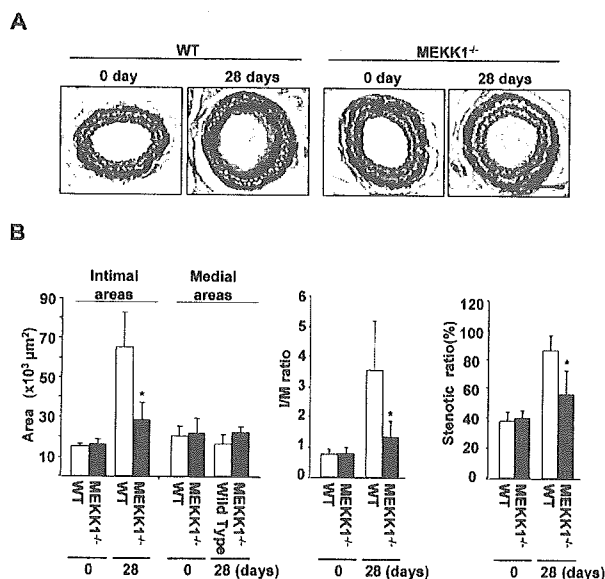 A
WT
MEKK1-/-
0 day
28 days
0 day
28 days
B
Intimal
areas
Medial
areas
Area (x10³ µm²)
90
70
50
30
10
WT
MEKK1-/-
WT
MEKK1-/-
WT
MEKK1-/-
Wild Type
MEKK1-/-
0
28
0
28 (days)
*
I/M ratio
6
5
4
3
2
1
0
WT
MEKK1-/-
WT
MEKK1-/-
0
28 (days)
*
Stenotic ratio(%)
120
100
80
60
40
20
0
WT
MEKK1-/-
WT
MEKK1-/-
0
28 (days)
*